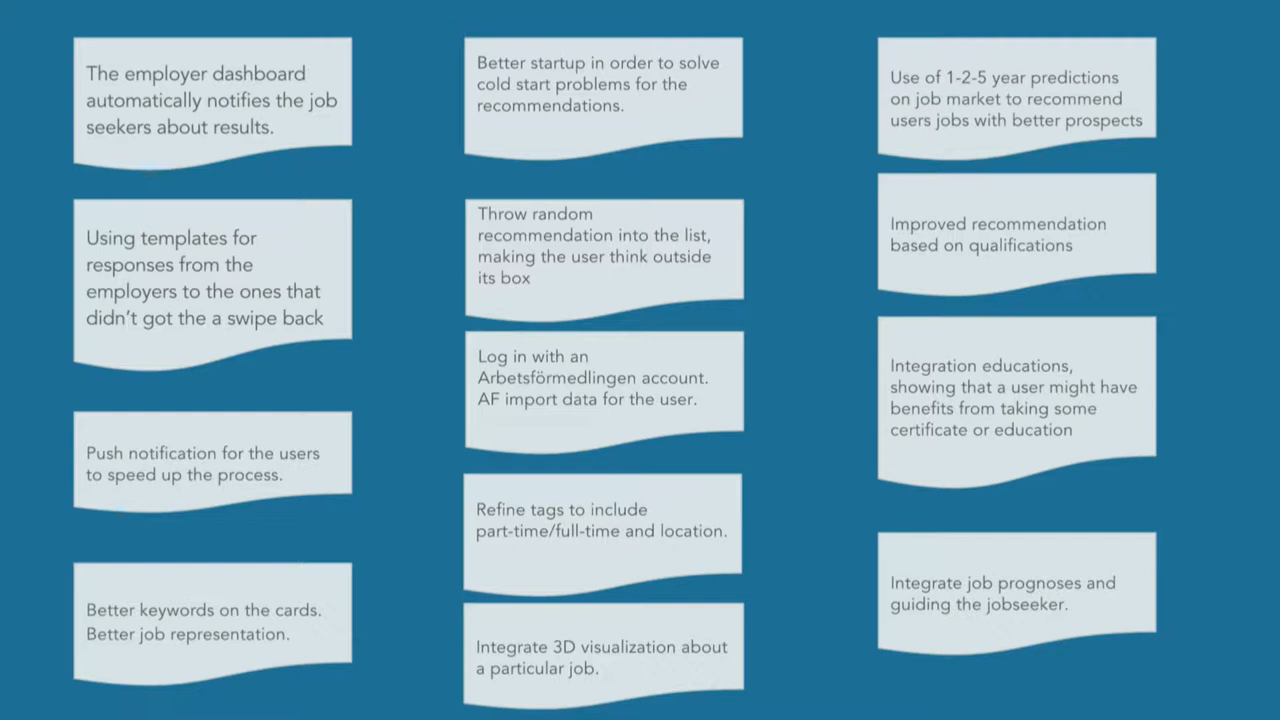 The employer dashboard
automatically notifies the job
seekers about results.
Using templates for
responses from the
employers to the ones that
didn't got the a swipe back
Push notification for the users
to speed up the process.
Better keywords on the cards.
Better job representation.
Better startup in order to solve
cold start problems for the
recommendations.
Throw random
recommendation into the list,
making the user think outside
its box
Log in with an
Arbetsförmedlingen account.
AF import data for the user.
Refine tags to include
part-time/full-time and location.
Integrate 3D visualization about
a particular job.
Use of 1-2-5 year predictions
on job market to recommend
users jobs with better prospects
Improved recommendation
based on qualifications
Integration educations,
showing that a user might have
benefits from taking some
certificate or education
Integrate job prognoses and
guiding the jobseeker.